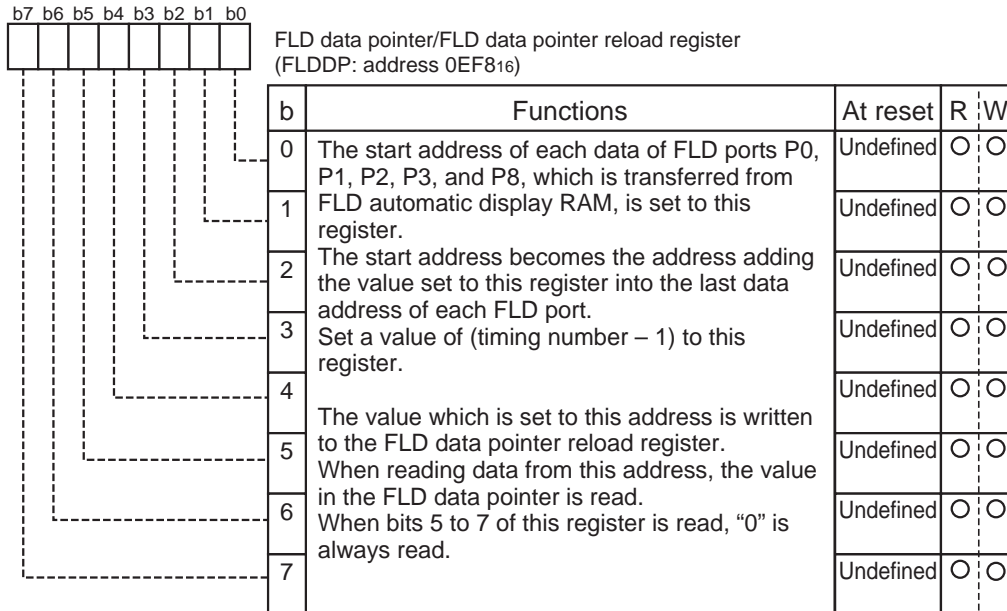 b7 b6 b5 b4 b3 b2 b1 b0
FLD data pointer/FLD data pointer reload register
(FLDDP: address 0EF816)
b Functions At reset R W
0 The start address of each data of FLD ports P0, Undefined O O
P1, P2, P3, and P8, which is transferred from
1 FLD automatic display RAM, is set to this Undefined O O
register.
The start address becomes the address adding
2 the value set to this register into the last data Undefined O O
address of each FLD port.
3 Set a value of (timing number – 1) to this Undefined O O
register.
4 Undefined O O
The value which is set to this address is written
5 to the FLD data pointer reload register. Undefined O O
When reading data from this address, the value
6 in the FLD data pointer is read. Undefined O O
When bits 5 to 7 of this register is read, “0” is
always read.
7 Undefined O O